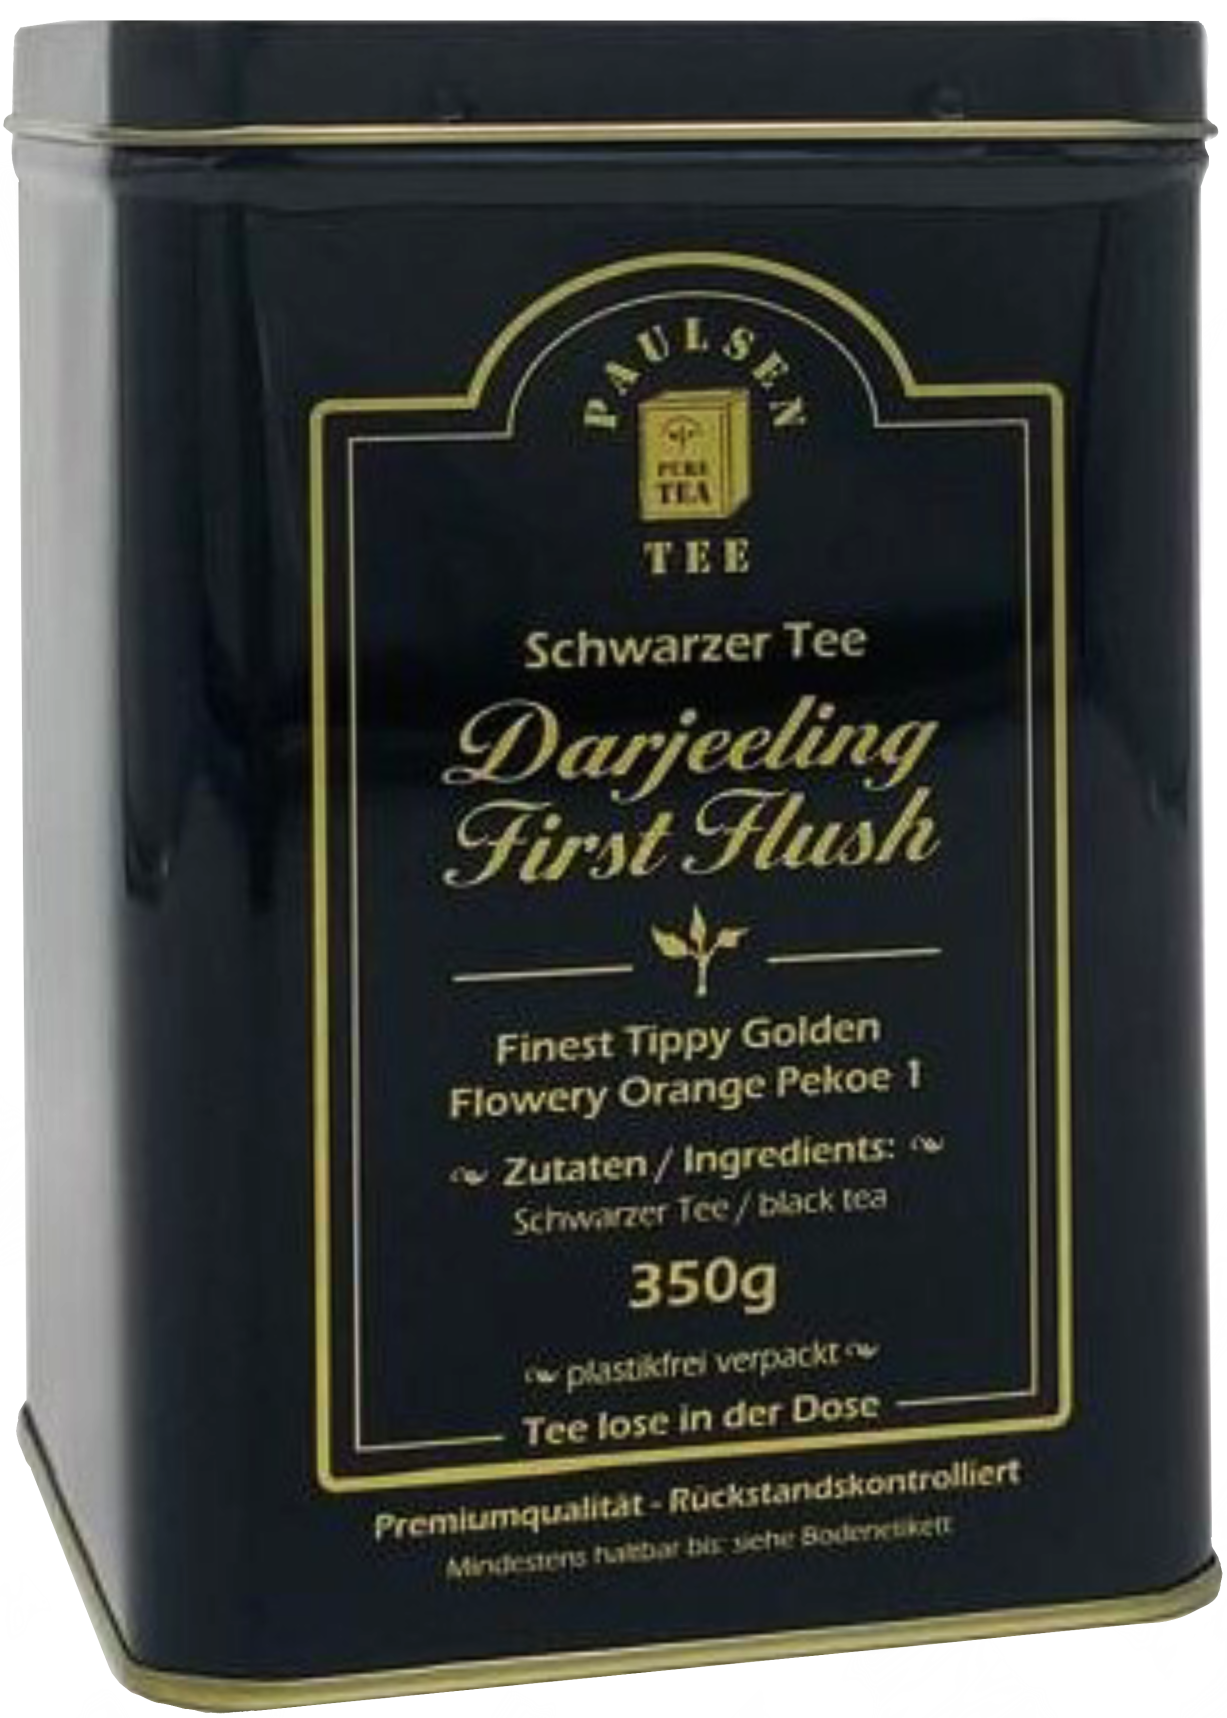 PAULSEN
PURE
TEA
TEE
Schwarzer Tee
Darjeeling
First Flush
Finest Tippy Golden
Flowery Orange Pekoe 1
Zutaten / Ingredients:
Schwarzer Tee / black tea
350g
plastikfrei verpackt
Tee lose in der Dose
Premiumqualität - Rückstandskontrolliert
Mindestens haltbar bis: siehe Bodenetikett